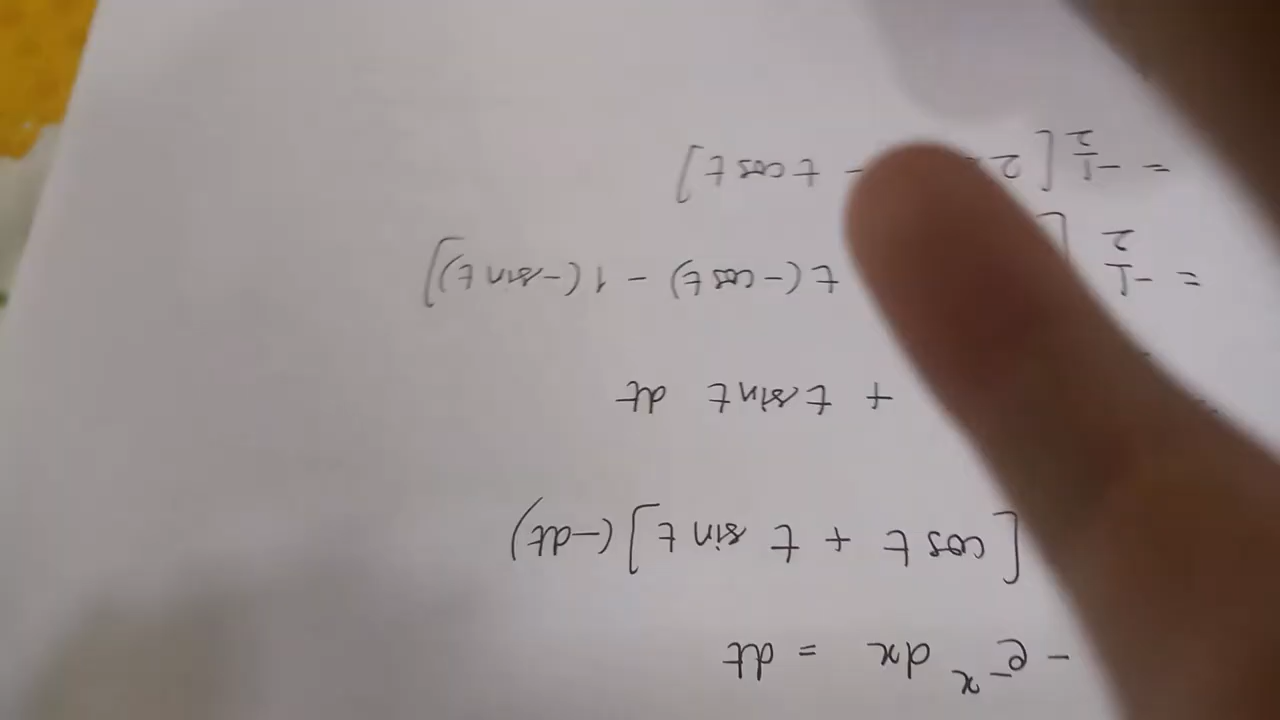 - e^-x dx = dt
[cos t + t sin t] (-dt)
+ t sin t dt
= -1/2 [ t (-cos t) - 1 (-sin t)]
= -1/2 [2 - t cos t]